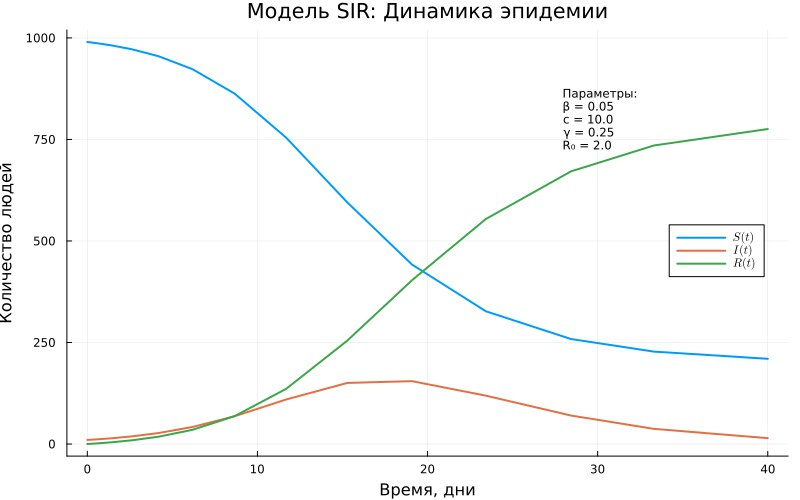 Модель SIR: Динамика эпидемии
Количество людей
1000
750
500
250
0
Параметры:
β = 0.05
c = 10.0
γ = 0.25
R₀ = 2.0
S(t)
I(t)
R(t)
0 10 20 30 40
Время, дни